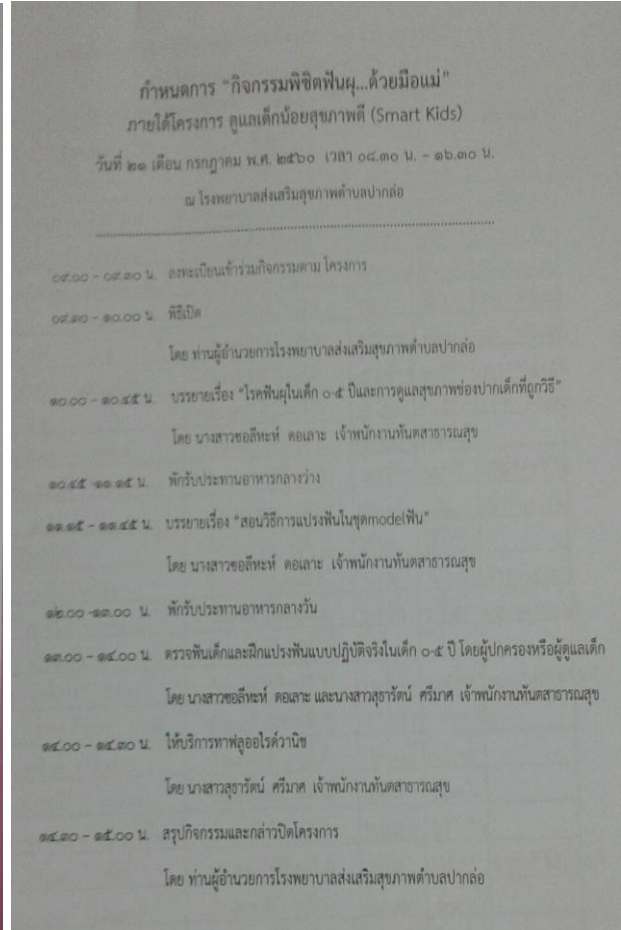 กำหนดการ “กิจกรรมพิชิตฟันผุ...ด้วยมือแม่”
ภายใต้โครงการ ดูแลเด็กน้อยสุขภาพดี (Smart Kids)
วันที่ ๒๑ เดือน กรกฎาคม พ.ศ. ๒๕๖๐ เวลา ๐๘.๓๐ น. – ๑๖.๓๐ น.
ณ โรงพยาบาลส่งเสริมสุขภาพตำบลปากล่อ
๐๙.๐๐ – ๐๙.๓๐ น. ลงทะเบียนเข้าร่วมกิจกรรมตาม โครงการ
๐๙.๓๐ – ๑๐.๐๐ น. พิธีเปิด
โดย ท่านผู้อำนวยการโรงพยาบาลส่งเสริมสุขภาพตำบลปากล่อ
๑๐.๐๐ – ๑๐.๔๕ น. บรรยายเรื่อง “โรคฟันผุในเด็ก ๐-๕ ปีและการดูแลสุขภาพช่องปากเด็กที่ถูกวิธี”
โดย นางสาวซอลีหะห์ ดอเลาะ เจ้าพนักงานทันตสาธารณสุข
๑๐.๔๕ -๑๑.๑๕ น. พักรับประทานอาหารกลางว่าง
๑๑.๑๕ – ๑๑.๔๕ น. บรรยายเรื่อง “สอนวิธีการแปรงฟันในชุดmodelฟัน”
โดย นางสาวซอลีหะห์ ดอเลาะ เจ้าพนักงานทันตสาธารณสุข
๑๒.๐๐ -๑๓.๐๐ น. พักรับประทานอาหารกลางวัน
๑๓.๐๐ – ๑๔.๐๐ น. ตรวจฟันเด็กและฝึกแปรงฟันแบบปฏิบัติจริงในเด็ก ๐-๕ ปี โดยผู้ปกครองหรือผู้ดูแลเด็ก
โดย นางสาวซอลีหะห์ ดอเลาะ และนางสาวสุธารัตน์ ศรีมาศ เจ้าพนักงานทันตสาธารณสุข
๑๔.๐๐ – ๑๔.๓๐ น. ให้บริการทาฟลูออไรด์วานิช
โดย นางสาวสุธารัตน์ ศรีมาศ เจ้าพนักงานทันตสาธารณสุข
๑๔.๓๐ – ๑๕.๐๐ น. สรุปกิจกรรมและกล่าวปิดโครงการ
โดย ท่านผู้อำนวยการโรงพยาบาลส่งเสริมสุขภาพตำบลปากล่อ